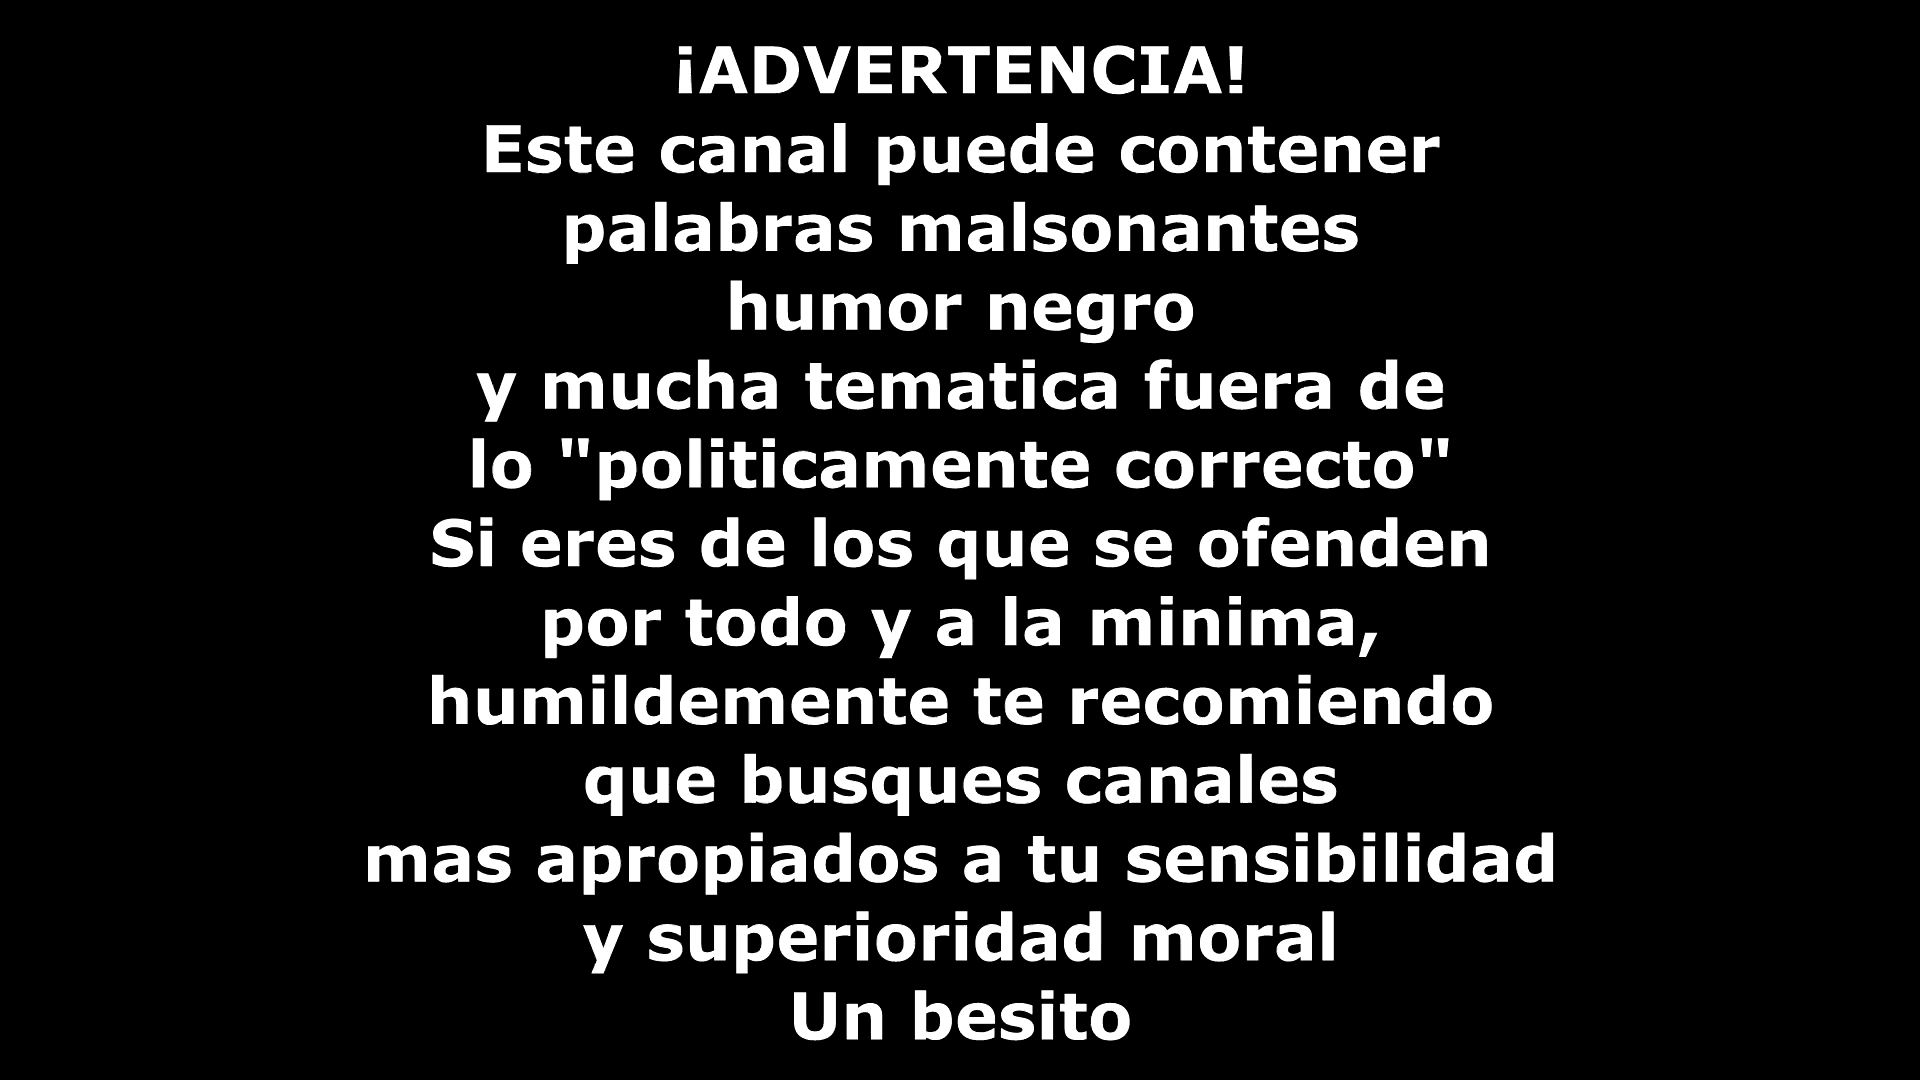 ¡ADVERTENCIA!
Este canal puede contener
palabras malsonantes
humor negro
y mucha tematica fuera de
lo "politicamente correcto"
Si eres de los que se ofenden
por todo y a la minima,
humildemente te recomiendo
que busques canales
mas apropiados a tu sensibilidad
y superioridad moral
Un besito